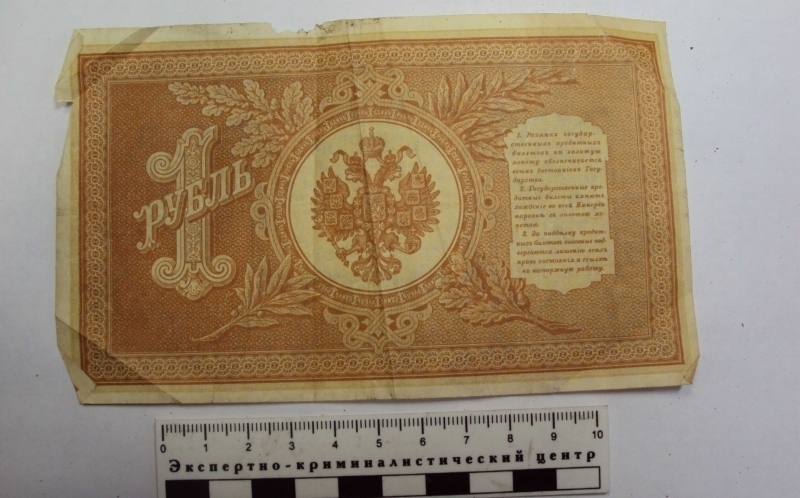 1
РУБЛЬ
1. Размѣнъ государ-
ственныхъ кредитныхъ
билетовъ на золотую
монету обезпечивается
всѣмъ достояніемъ Госу-
дарства.
2. Государственные кре-
дитные билеты имѣютъ
хожденіе во всей Имперіи
наравнѣ съ золотою мо-
нетою.
3. За поддѣлку кредит-
ныхъ билетовъ виновные под-
вергаются лишенію всѣхъ
правъ состоянія и ссылкѣ
въ каторжную работу.
0 1 2 3 4 5 6 7 8 9 10
Экспертно-криминалистический центр